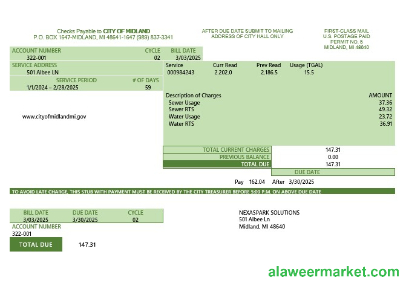 Checks Payable to CITY OF MIDLAND
P.O. BOX 1647-MIDLAND, MI 48641-1647 (989) 837-3341
AFTER DUE DATE SUBMIT TO MAILING
ADDRESS OF CITY HALL ONLY
FIRST-CLASS MAIL
U.S. POSTAGE PAID
PERMIT NO. 8
MIDLAND, MI 48640
ACCOUNT NUMBER CYCLE BILL DATE
322-001 02 3/03/2025
SERVICE ADDRESS Service Curr Read Prev Read Usage (TGAL)
501 Albee LN 000984343 2.202.0 2.186.5 15.5
SERVICE PERIOD # OF DAYS
1/1/2024 - 2/28/2025 59
Description of Charges AMOUNT
Sewer Usage 37.36
Sewer RTS 49.32
www.cityofmidlandmi.gov Water Usage 23.72
Water RTS 36.91
TOTAL CURRENT CHARGES 147.31
PREVIOUS BALANCE 0.00
TOTAL DUE 147.31
DUE DATE
Pay 162.04 After 3/30/2025
TO AVOID LATE CHARGE, THIS STUB WITH PAYMENT MUST BE RECEIVED BY THE CITY TREASURER BEFORE 5:00 P.M. ON ABOVE DUE DATE
BILL DATE DUE DATE CYCLE
3/03/2025 3/30/2025 02
ACCOUNT NUMBER
322-001
TOTAL DUE 147.31
NEXASPARK SOLUTIONS
501 Albee Ln
Midland, MI 48640
alaweermarket.com